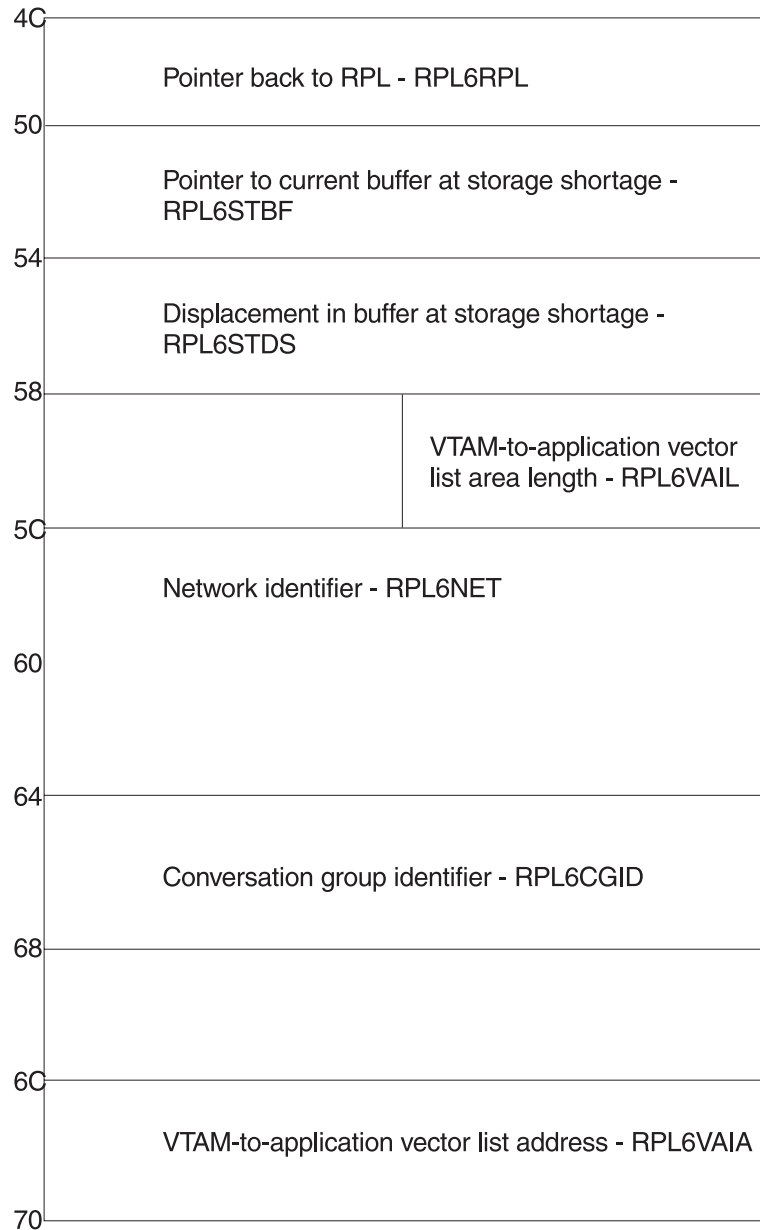 4C
Pointer back to RPL - RPL6RPL
50
Pointer to current buffer at storage shortage -
RPL6STBF
54
Displacement in buffer at storage shortage -
RPL6STDS
58
VTAM-to-application vector
list area length - RPL6VAIL
5C
Network identifier - RPL6NET
60
64
Conversation group identifier - RPL6CGID
68
6C
VTAM-to-application vector list address - RPL6VAIA
70